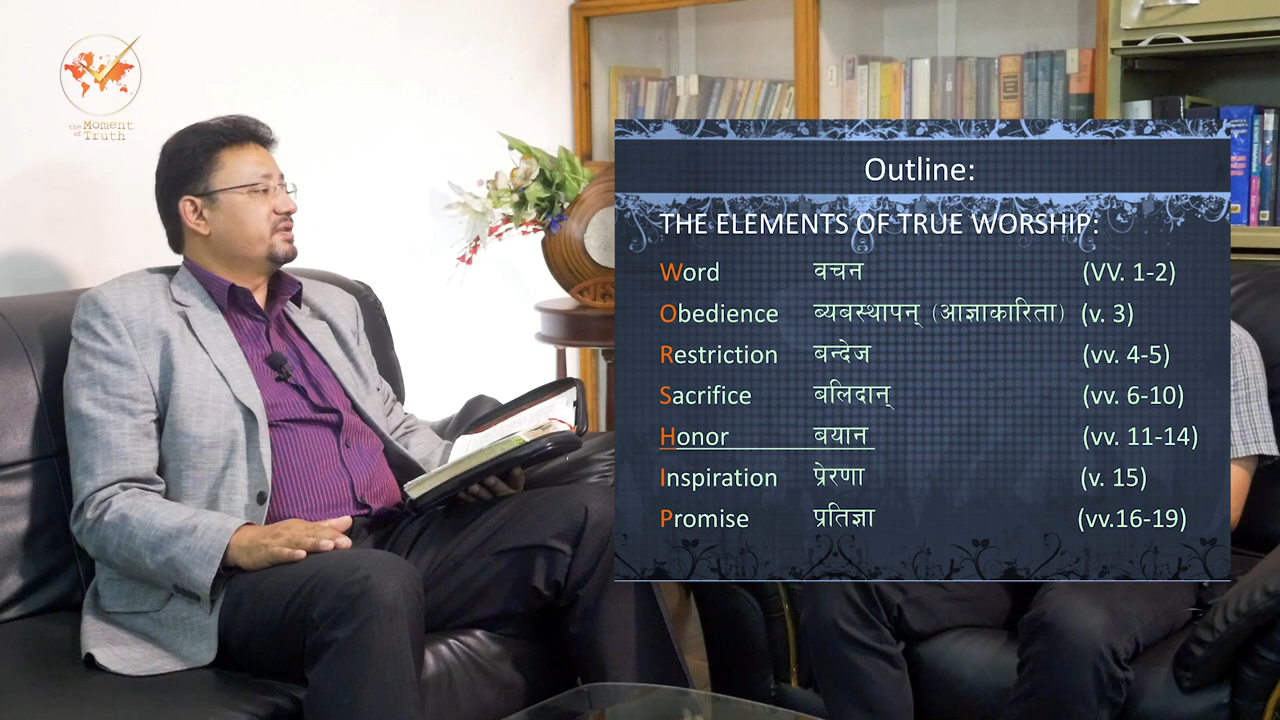 the Moment
of Truth
Outline:
THE ELEMENTS OF TRUE WORSHIP:
Word वचन (VV. 1-2)
Obedience ब्यबस्थापन् (आज्ञाकारिता) (v. 3)
Restriction बन्देज (vv. 4-5)
Sacrifice बलिदान् (vv. 6-10)
Honor बयान (vv. 11-14)
Inspiration प्रेरणा (v. 15)
Promise प्रतिज्ञा (vv.16-19)